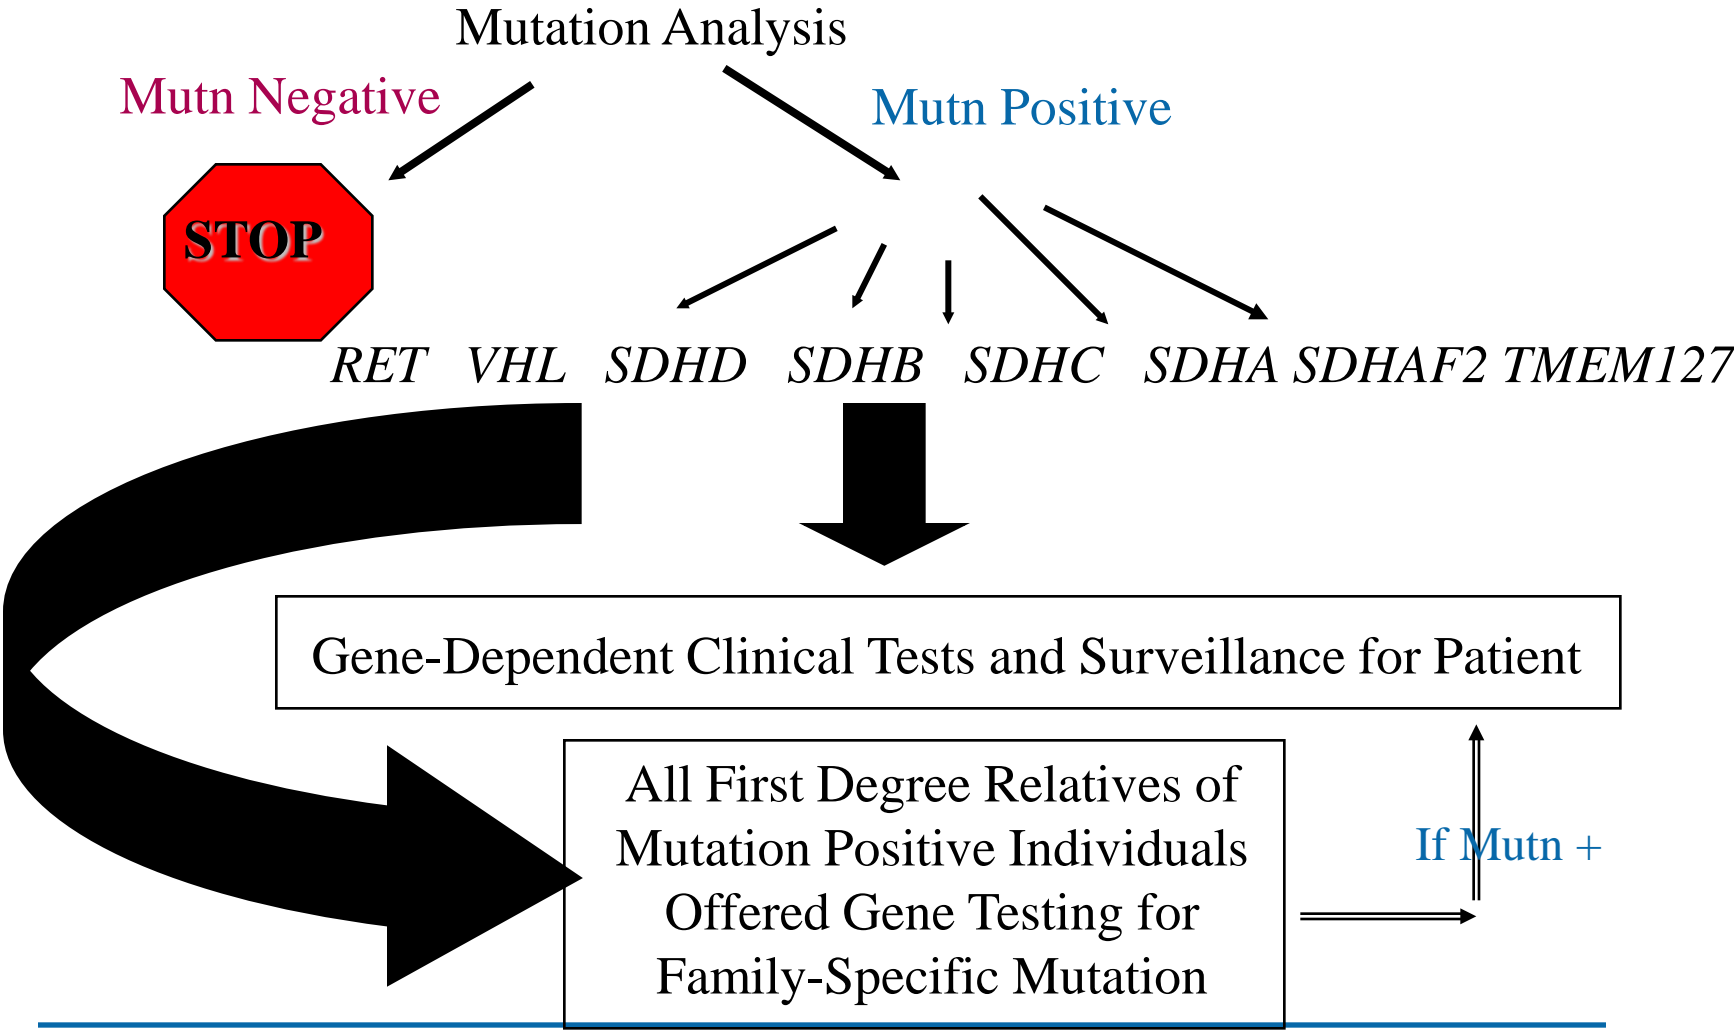 Mutation Analysis
Mutn Negative
Mutn Positive
STOP
RET VHL SDHD SDHB SDHC SDHA SDHAF2 TMEM127
Gene-Dependent Clinical Tests and Surveillance for Patient
All First Degree Relatives of
Mutation Positive Individuals
Offered Gene Testing for
Family-Specific Mutation
If Mutn +